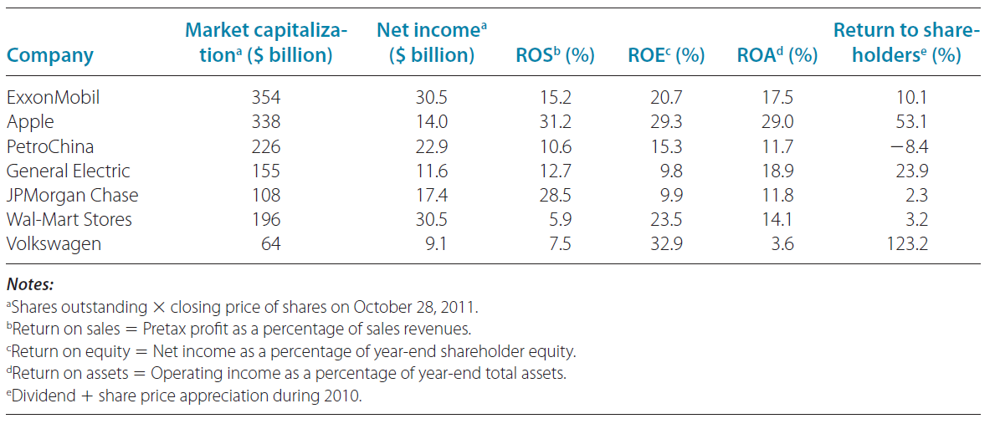 Company Market capitaliza-tionᵃ ($ billion) Net incomeᵃ ($ billion) ROSᵇ (%) ROEᶜ (%) ROAᵈ (%) Return to share-holdersᵉ (%)
ExxonMobil 354 30.5 15.2 20.7 17.5 10.1
Apple 338 14.0 31.2 29.3 29.0 53.1
PetroChina 226 22.9 10.6 15.3 11.7 −8.4
General Electric 155 11.6 12.7 9.8 18.9 23.9
JPMorgan Chase 108 17.4 28.5 9.9 11.8 2.3
Wal-Mart Stores 196 30.5 5.9 23.5 14.1 3.2
Volkswagen 64 9.1 7.5 32.9 3.6 123.2
Notes:
ᵃShares outstanding × closing price of shares on October 28, 2011.
ᵇReturn on sales = Pretax profit as a percentage of sales revenues.
ᶜReturn on equity = Net income as a percentage of year-end shareholder equity.
ᵈReturn on assets = Operating income as a percentage of year-end total assets.
ᵉDividend + share price appreciation during 2010.